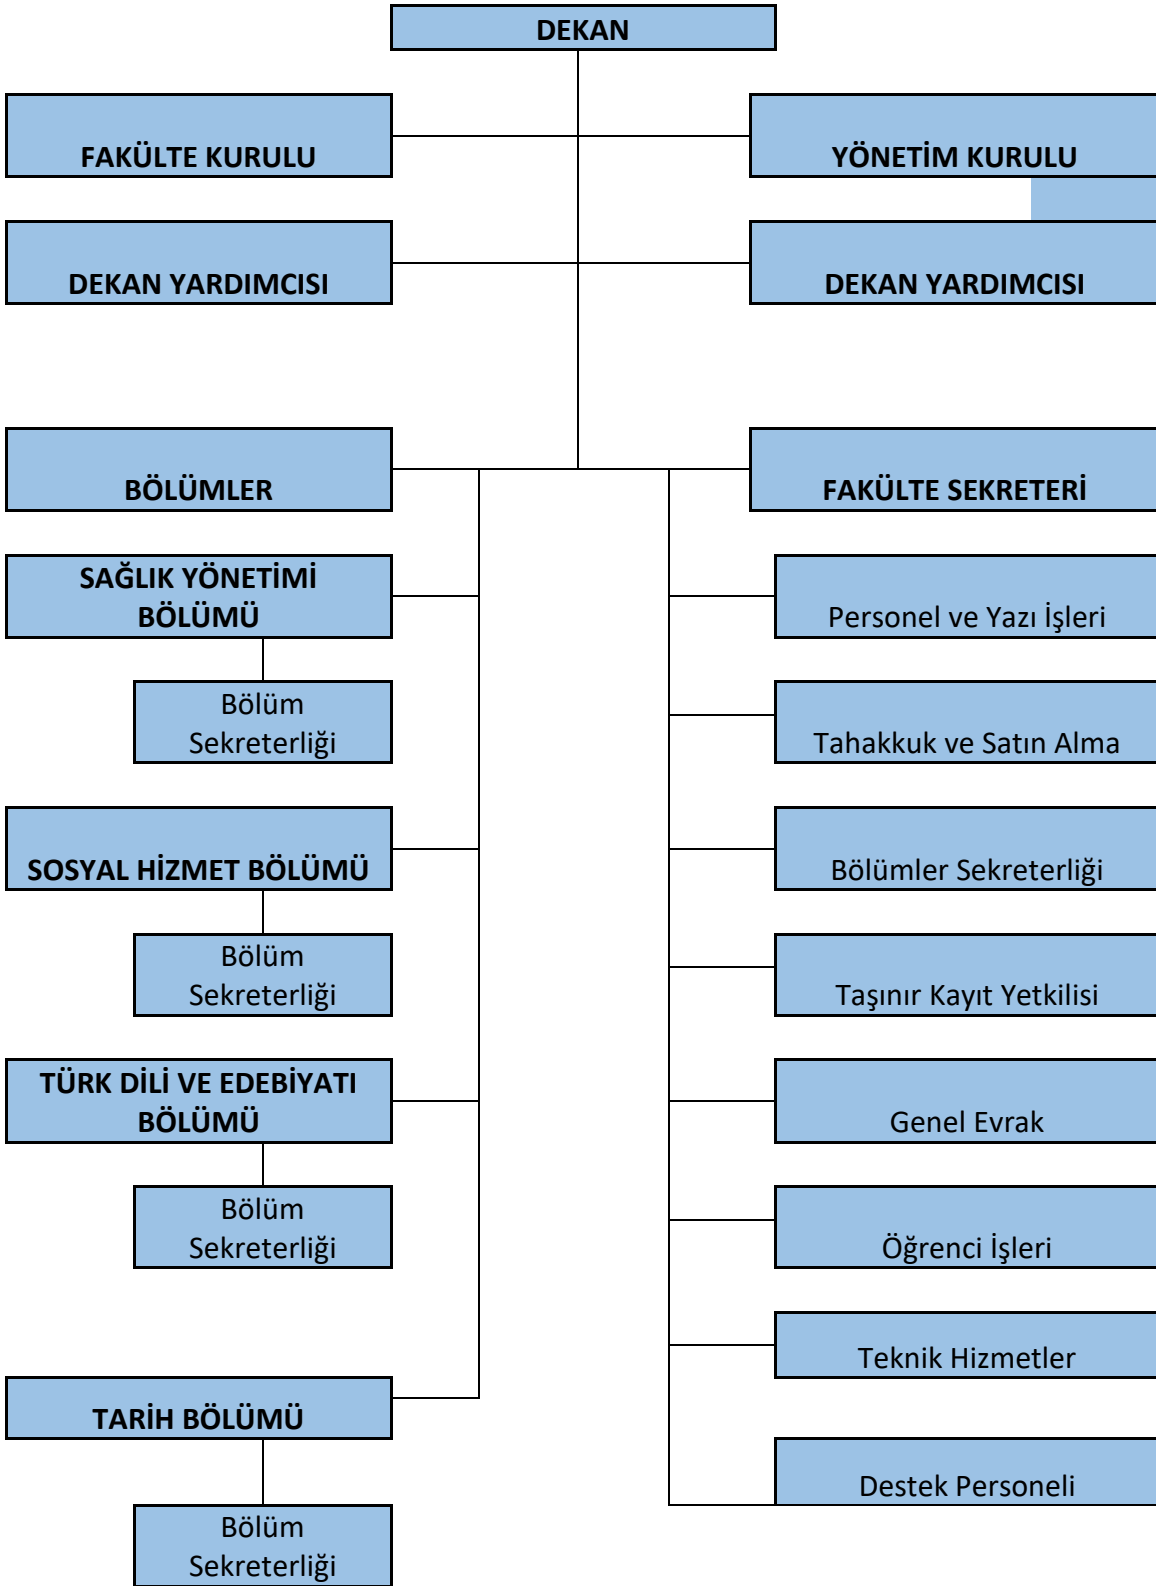 DEKAN
FAKÜLTE KURULU
YÖNETİM KURULU
DEKAN YARDIMCISI
DEKAN YARDIMCISI
BÖLÜMLER
FAKÜLTE SEKRETERİ
SAĞLIK YÖNETİMİ
BÖLÜMÜ
Personel ve Yazı İşleri
Bölüm
Sekreterliği
Tahakkuk ve Satın Alma
SOSYAL HİZMET BÖLÜMÜ
Bölümler Sekreterliği
Bölüm
Sekreterliği
Taşınır Kayıt Yetkilisi
TÜRK DİLİ VE EDEBİYATI
BÖLÜMÜ
Genel Evrak
Bölüm
Sekreterliği
Öğrenci İşleri
Teknik Hizmetler
TARİH BÖLÜMÜ
Destek Personeli
Bölüm
Sekreterliği